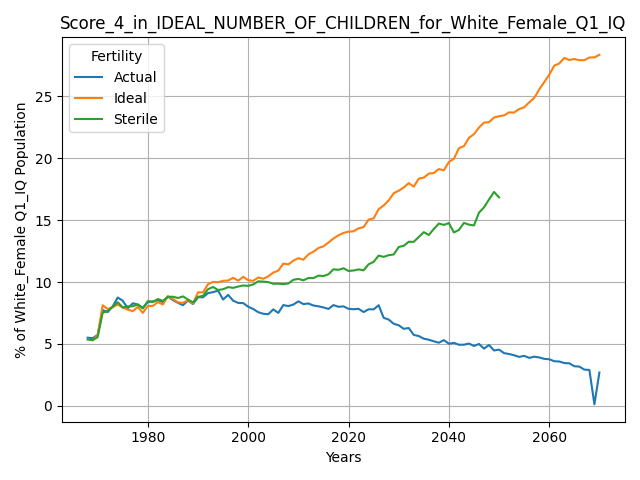 Score_4_in_IDEAL_NUMBER_OF_CHILDREN_for_White_Female_Q1_IQ
Fertility
Actual
Ideal
Sterile
% of White_Female Q1_IQ Population
25
20
15
10
5
0
1980
2000
2020
2040
2060
Years